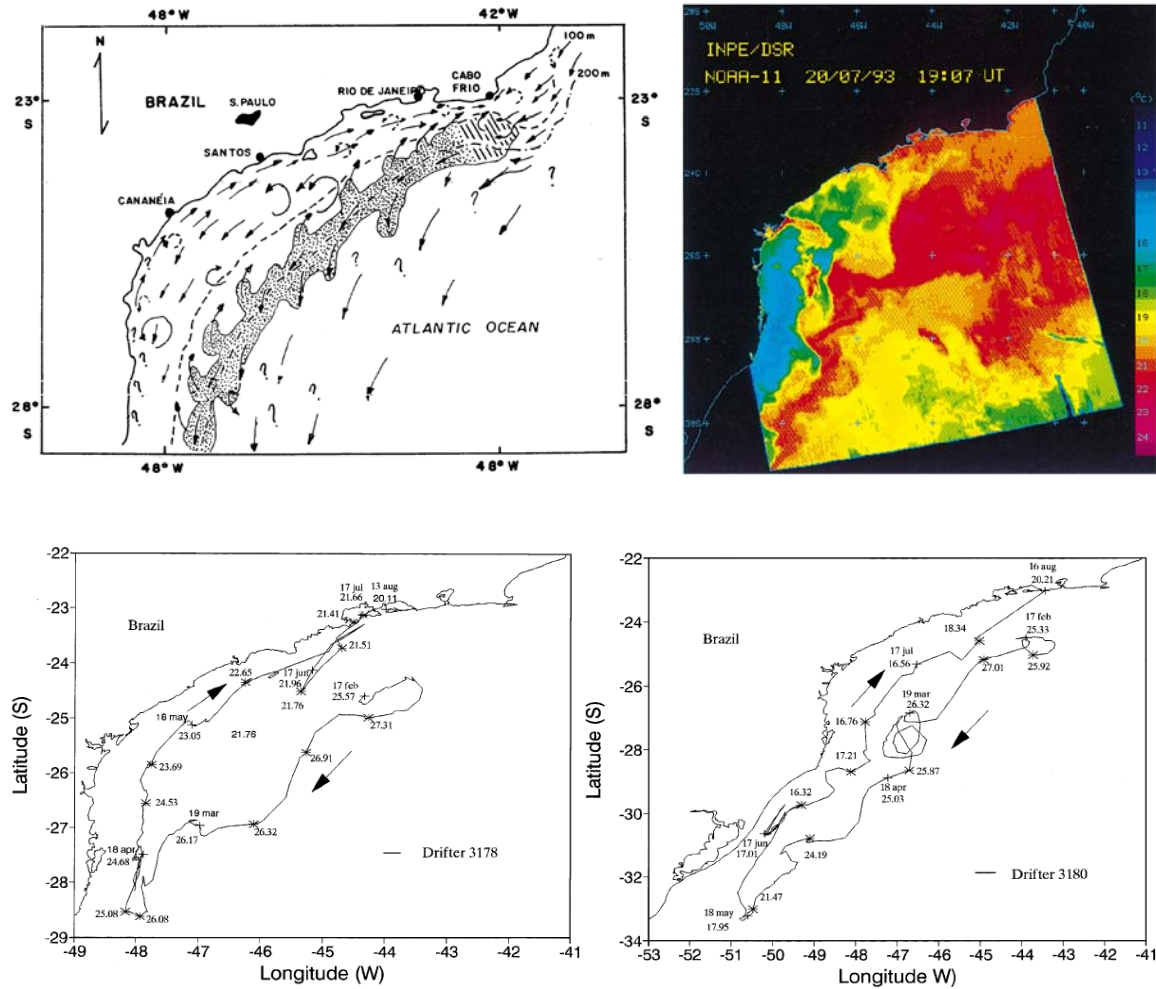 48° W
42° W
N
100 m
200 m
CABO
FRIO
RIO DE JANEIRO
BRAZIL
S. PAULO
23°
S
23°
S
SANTOS
CANANÉIA
?
?
?
?
?
?
?
?
?
?
ATLANTIC OCEAN
28°
S
28°
S
48° W
42° W
INPE/DSR
NOAA-11 20/07/93 19:07 UT
22S
24S
26S
(°C)
11
12
13
16
17
18
19
20
21
22
23
24
-22
-23
-24
-25
-26
-27
-28
-29
Latitude (S)
Brazil
17 jul
21.66
13 aug
20.11
21.41
21.51
22.65
17 jun
21.96
21.76
17 feb
25.57
27.31
18 may
23.05
21.76
23.69
26.91
24.53
19 mar
26.17
26.32
18 apr
24.68
25.08
26.08
Drifter 3178
-49 -48 -47 -46 -45 -44 -43 -42 -41
Longitude (W)
-22
-24
-26
-28
-30
-32
-34
Latitude (S)
Brazil
16 aug
20.21
18.34
17 feb
25.33
17 jul
16.56
27.01
25.92
19 mar
26.32
16.76
17.21
25.87
18 apr
25.03
16.32
17 jun
17.01
24.19
21.47
18 may
17.95
Drifter 3180
-53 -52 -51 -50 -49 -48 -47 -46 -45 -44 -43 -42 -41
Longitude W)